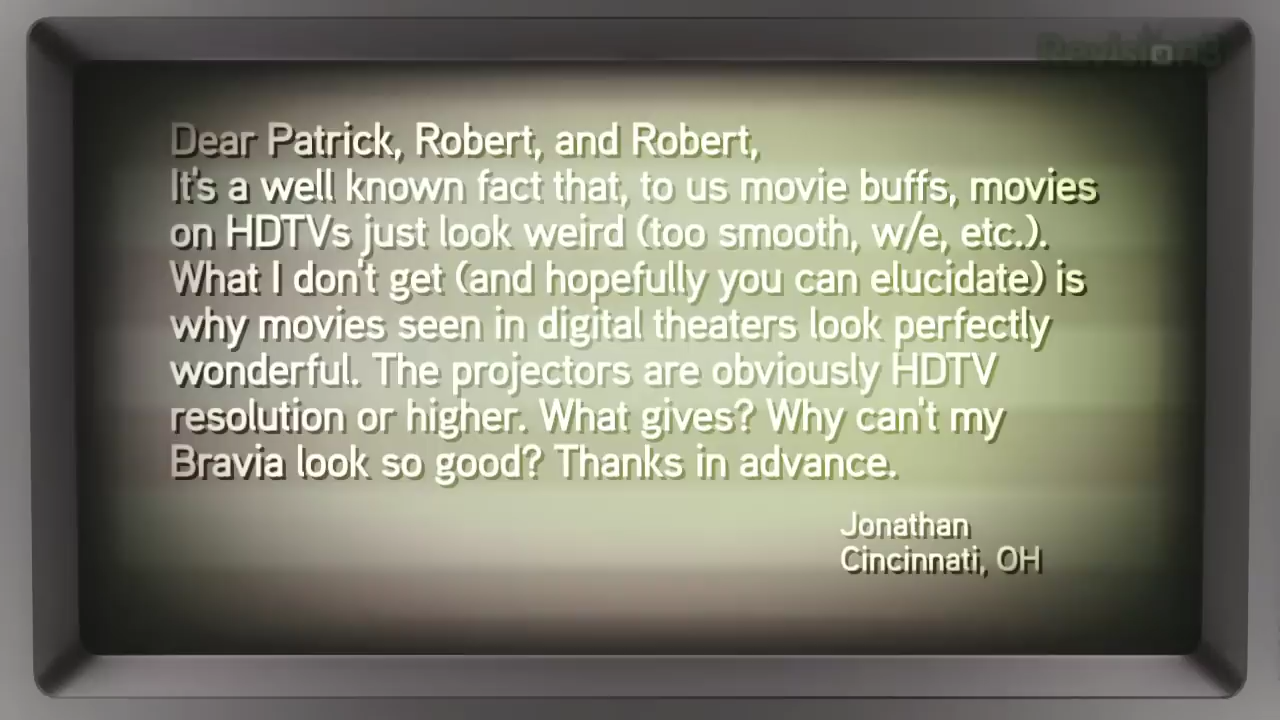 Revision3
Dear Patrick, Robert, and Robert,
It's a well known fact that, to us movie buffs, movies
on HDTVs just look weird (too smooth, w/e, etc.).
What I don't get (and hopefully you can elucidate) is
why movies seen in digital theaters look perfectly
wonderful. The projectors are obviously HDTV
resolution or higher. What gives? Why can't my
Bravia look so good? Thanks in advance.
Jonathan
Cincinnati, OH